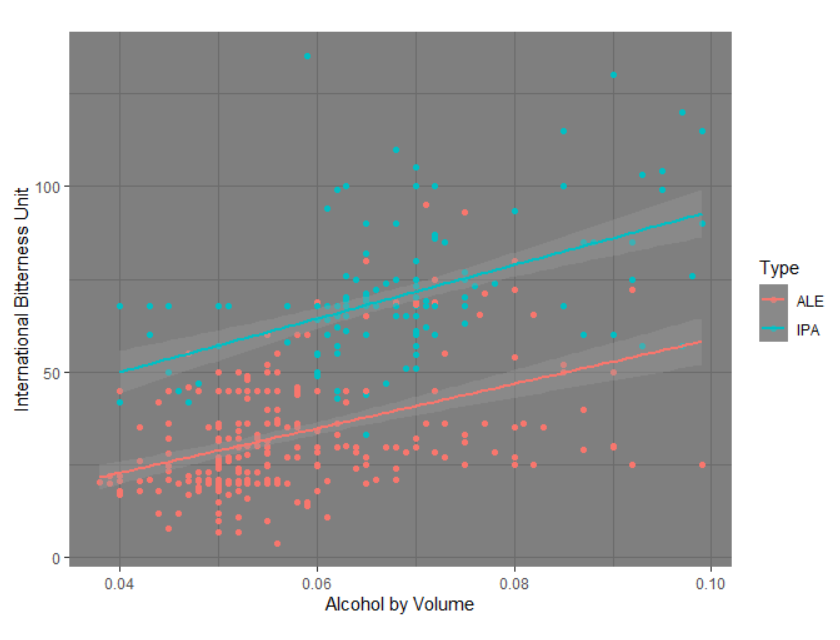 100
50
0
International Bitterness Unit
0.04
0.06
0.08
0.10
Alcohol by Volume
Type
ALE
IPA